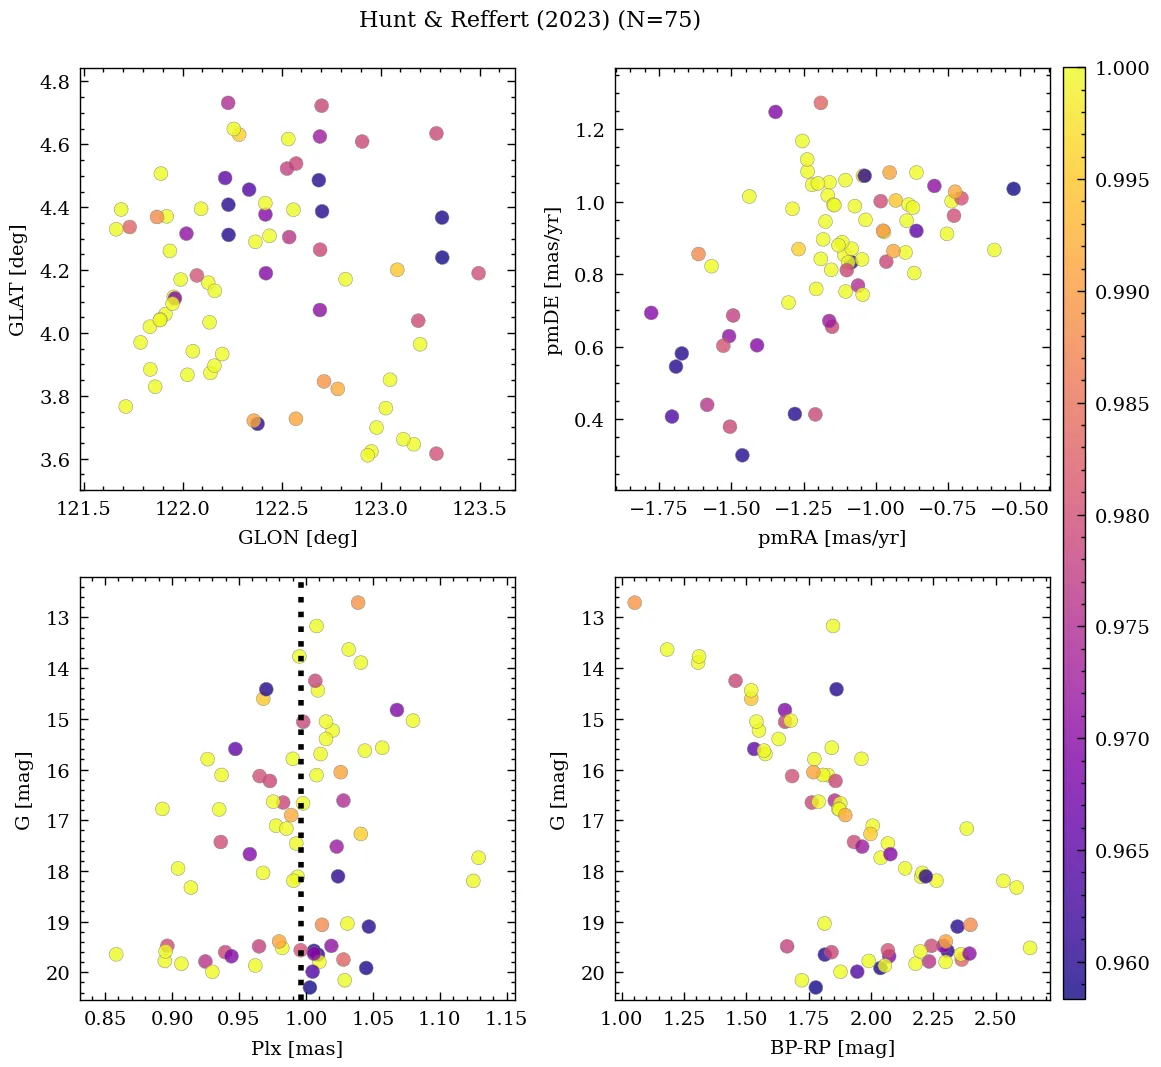 Hunt & Reffert (2023) (N=75)
4.8
4.6
4.4
4.2
4.0
3.8
3.6
GLAT [deg]
121.5 122.0 122.5 123.0 123.5
GLON [deg]
1.2
1.0
0.8
0.6
0.4
pmDE [mas/yr]
−1.75 −1.50 −1.25 −1.00 −0.75 −0.50
pmRA [mas/yr]
13
14
15
16
17
18
19
20
G [mag]
0.85 0.90 0.95 1.00 1.05 1.10 1.15
Plx [mas]
13
14
15
16
17
18
19
20
G [mag]
1.00 1.25 1.50 1.75 2.00 2.25 2.50
BP-RP [mag]
1.000
0.995
0.990
0.985
0.980
0.975
0.970
0.965
0.960